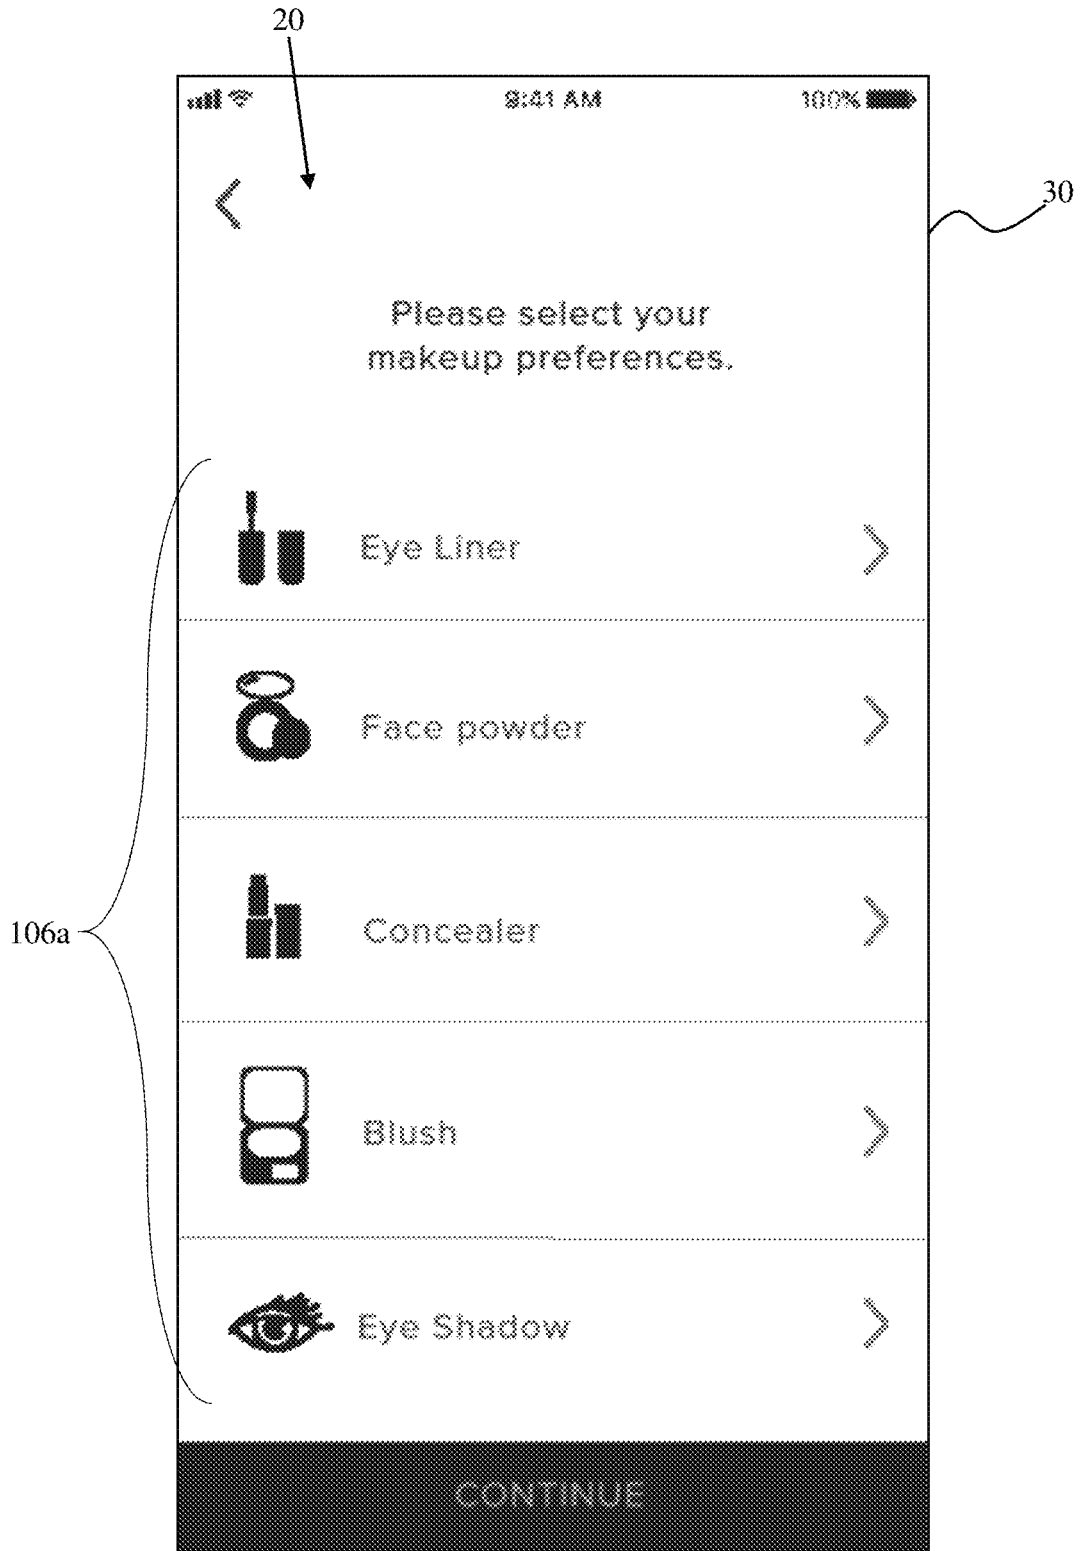 20
9:41 AM 100%
30
Please select your
makeup preferences.
Eye Liner
Face powder
106a
Concealer
Blush
Eye Shadow
CONTINUE